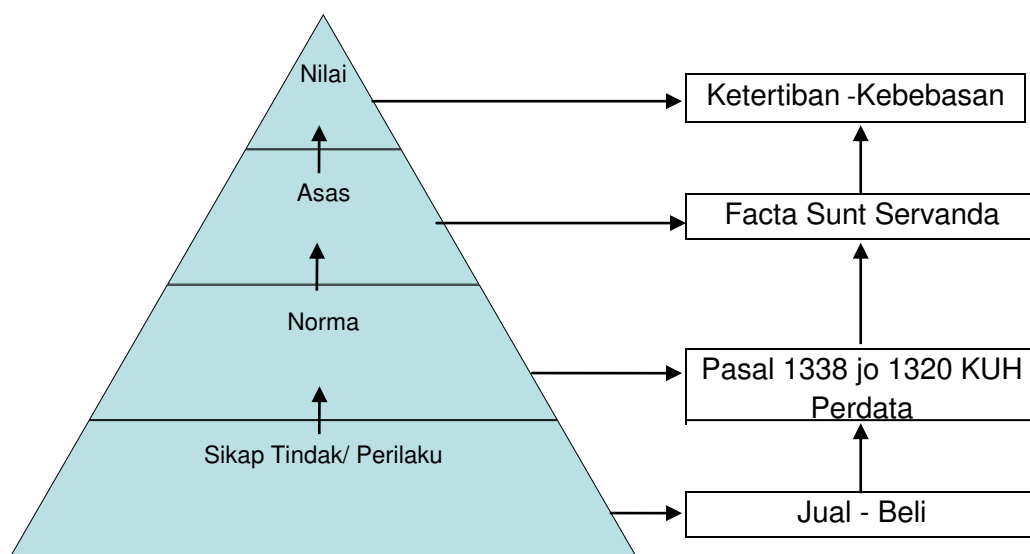 Nilai
Ketertiban -Kebebasan
Asas
Facta Sunt Servanda
Norma
Pasal 1338 jo 1320 KUH
Perdata
Sikap Tindak/ Perilaku
Jual - Beli